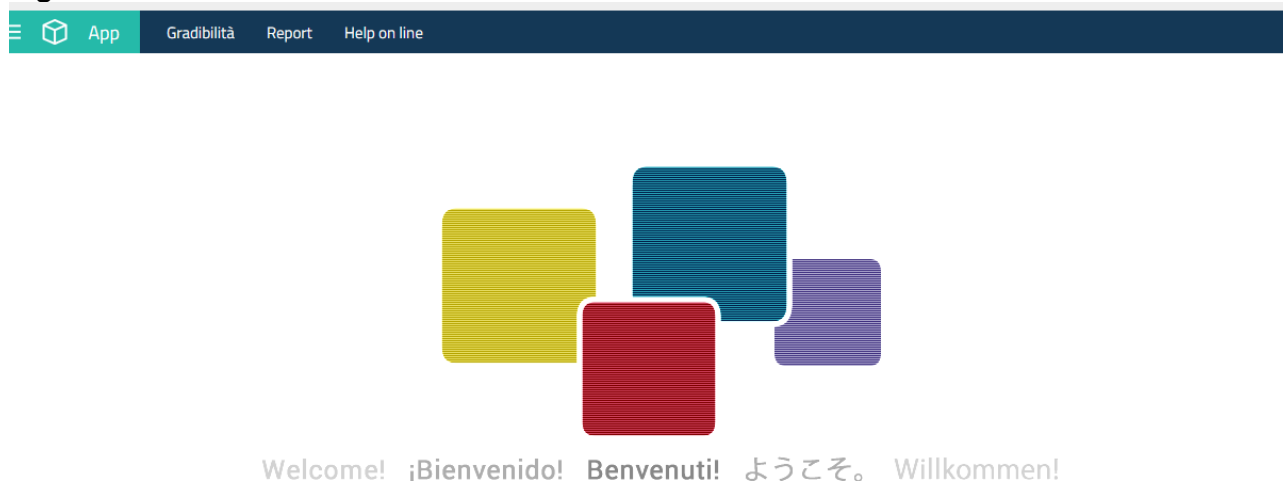 App Gradibilità Report Help on line
Welcome! ¡Bienvenido! Benvenuti! ようこそ。 Willkommen!